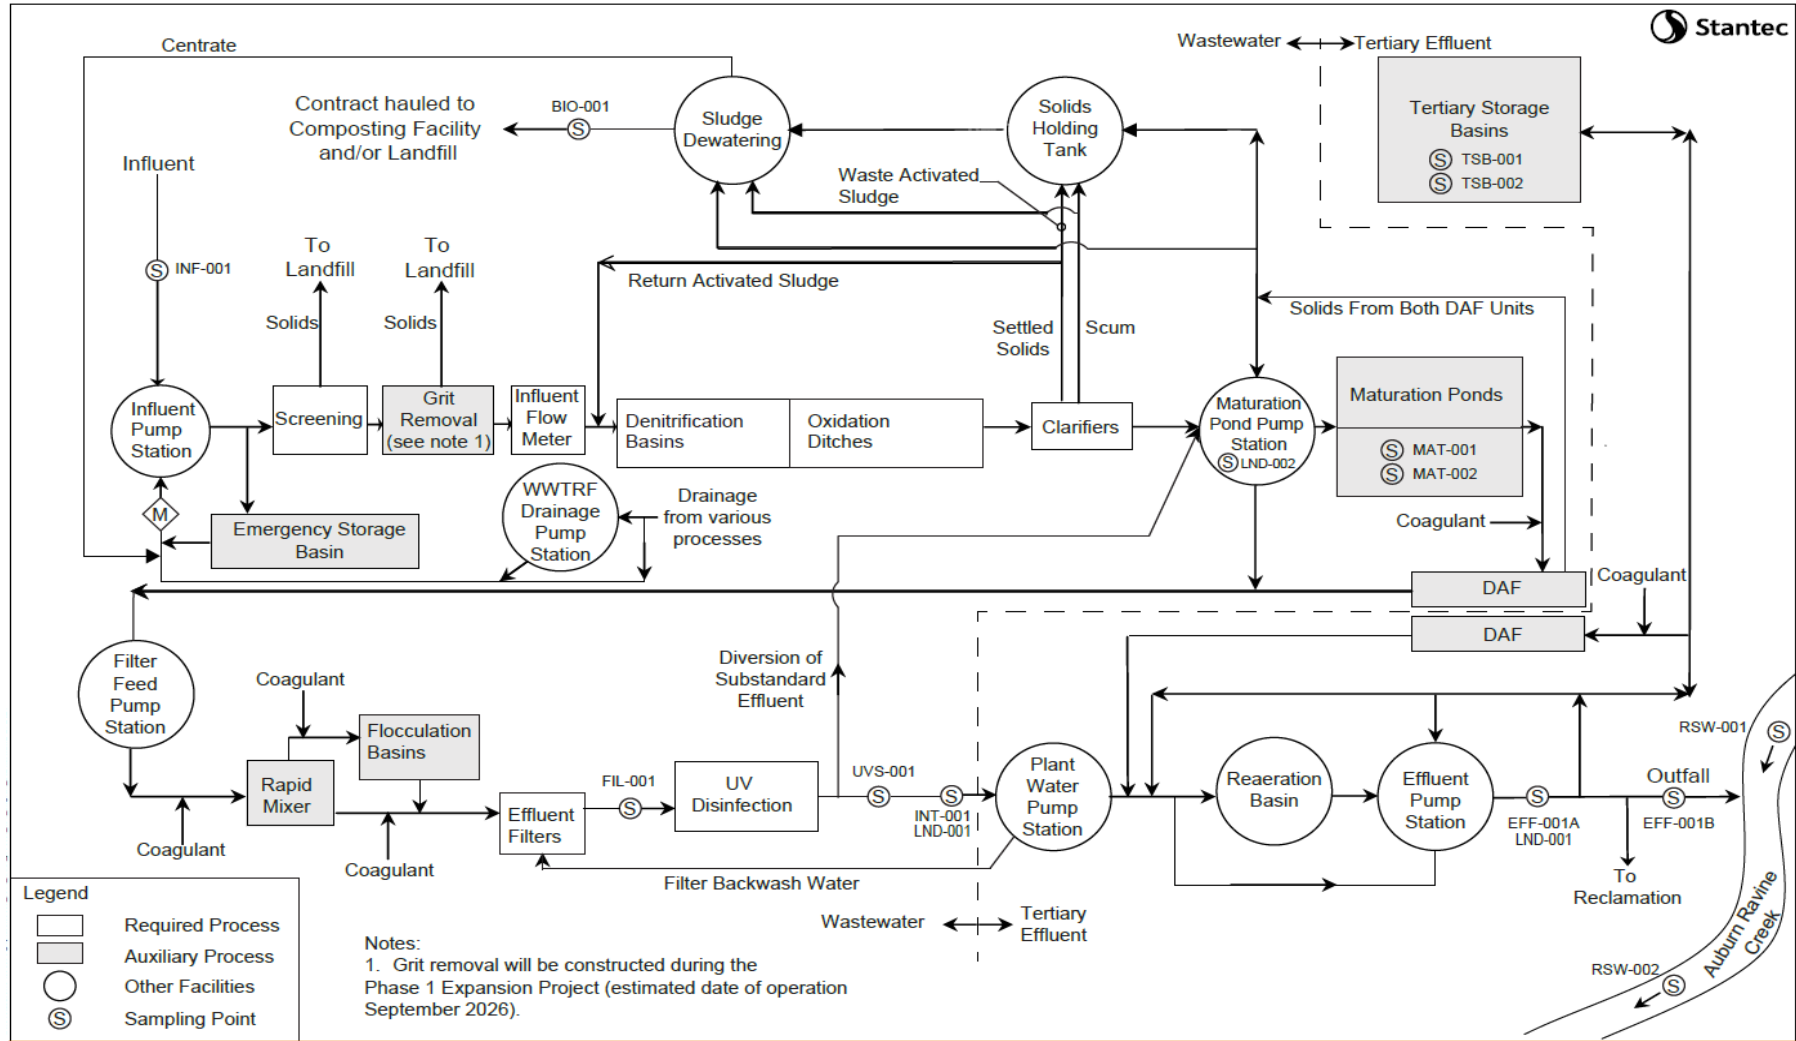 Stantec
Centrate
Wastewater
Tertiary Effluent
Contract hauled to
Composting Facility
and/or Landfill
BIO-001
S
Sludge
Dewatering
Solids
Holding
Tank
Tertiary Storage
Basins
S TSB-001
S TSB-002
Influent
Waste Activated
Sludge
S INF-001
To
Landfill
To
Landfill
Return Activated Sludge
Solids
Solids
Settled
Solids
Scum
Solids From Both DAF Units
Influent
Pump
Station
Screening
Grit
Removal
(see note 1)
Influent
Flow
Meter
Denitrification
Basins
Oxidation
Ditches
Clarifiers
Maturation
Pond Pump
Station
S LND-002
Maturation Ponds
S MAT-001
S MAT-002
M
Emergency Storage
Basin
WWTRF
Drainage
Pump
Station
Drainage
from various
processes
Coagulant
DAF
Coagulant
DAF
Filter
Feed
Pump
Station
Coagulant
Flocculation
Basins
Rapid
Mixer
Coagulant
Coagulant
Effluent
Filters
FIL-001
S
UV
Disinfection
Diversion of
Substandard
Effluent
UVS-001
S
S
INT-001
LND-001
Plant
Water
Pump
Station
Reaeration
Basin
Effluent
Pump
Station
S
EFF-001A
LND-001
Outfall
S
EFF-001B
To
Reclamation
RSW-001
S
Auburn Ravine
Creek
RSW-002
S
Filter Backwash Water
Wastewater
Tertiary
Effluent
Legend
Required Process
Auxiliary Process
Other Facilities
S Sampling Point
Notes:
1. Grit removal will be constructed during the
Phase 1 Expansion Project (estimated date of operation
September 2026).